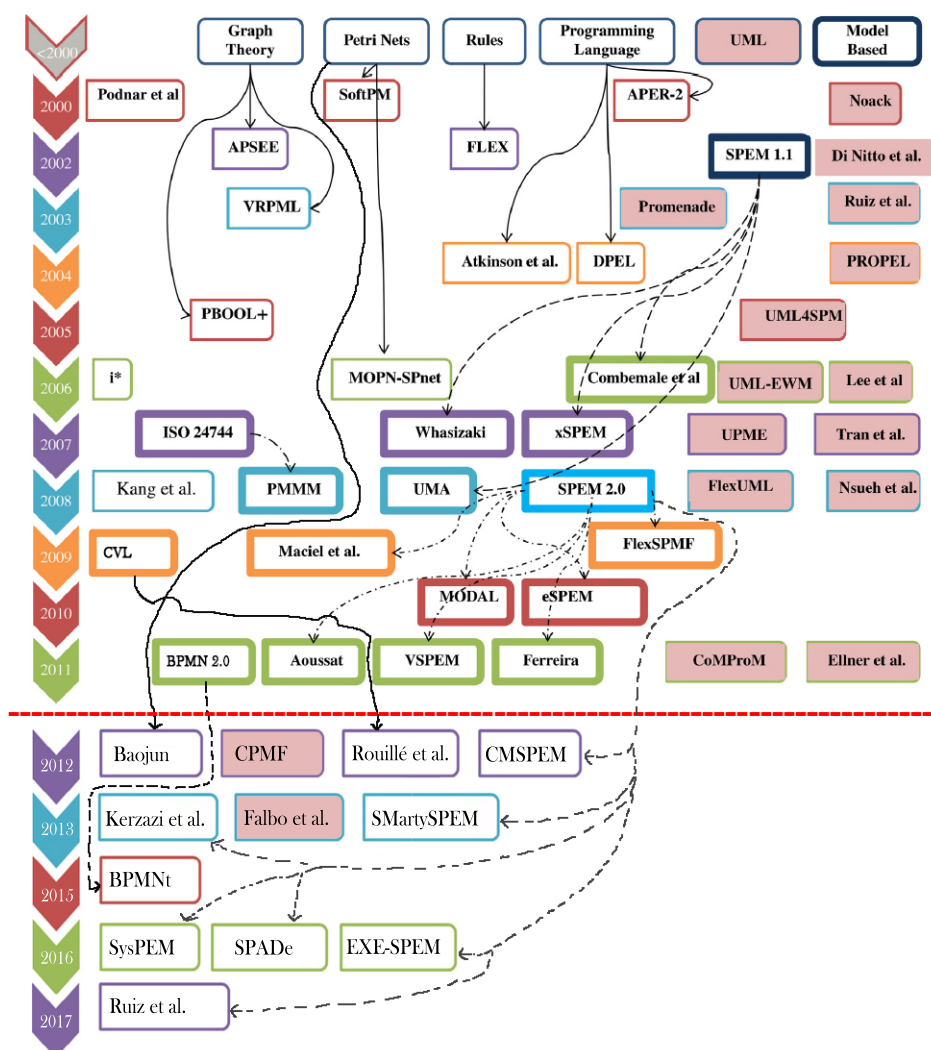 <2000
Graph
Theory
Petri Nets
Rules
Programming
Language
UML
Model
Based
2000
Podnar et al
SoftPM
APER-2
Noack
2002
APSEE
FLEX
SPEM 1.1
Di Nitto et al.
2003
VRPML
Promenade
Ruiz et al.
2004
Atkinson et al.
DPEL
PROPEL
2005
PBOOL+
UML4SPM
2006
i*
MOPN-SPnet
Combemale et al
UML-EWM
Lee et al
2007
ISO 24744
Whasizaki
xSPEM
UPME
Tran et al.
2008
Kang et al.
PMMM
UMA
SPEM 2.0
FlexUML
Nsueh et al.
2009
CVL
Maciel et al.
FlexSPMF
2010
MODAL
eSPEM
2011
BPMN 2.0
Aoussat
VSPEM
Ferreira
CoMProM
Ellner et al.
2012
Baojun
CPMF
Rouillé et al.
CMSPEM
2013
Kerzazi et al.
Falbo et al.
SMartySPEM
2015
BPMNt
2016
SysPEM
SPADe
EXE-SPEM
2017
Ruiz et al.